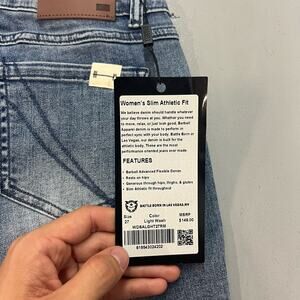 Women's Slim Athletic Fit
We believe denim should handle whatever
your day throws at you. Whether you need
to move, relax, or just look good, Barbell
Apparel denim is made to perform in
perfect sync with your body. Battle Born in
Las Vegas, our denim is built for the
athletic body. These are the most
performance oriented jeans ever made
FEATURES
• Barbell Advanced Flexible Denim
• Rests on hips
• Generous through hips, thighs, & glutes
• Slim Athletic fit throughout
BATTLE BORN IN LAS VEGAS, NV
Size Color MSRP
27 Light Wash $149.00